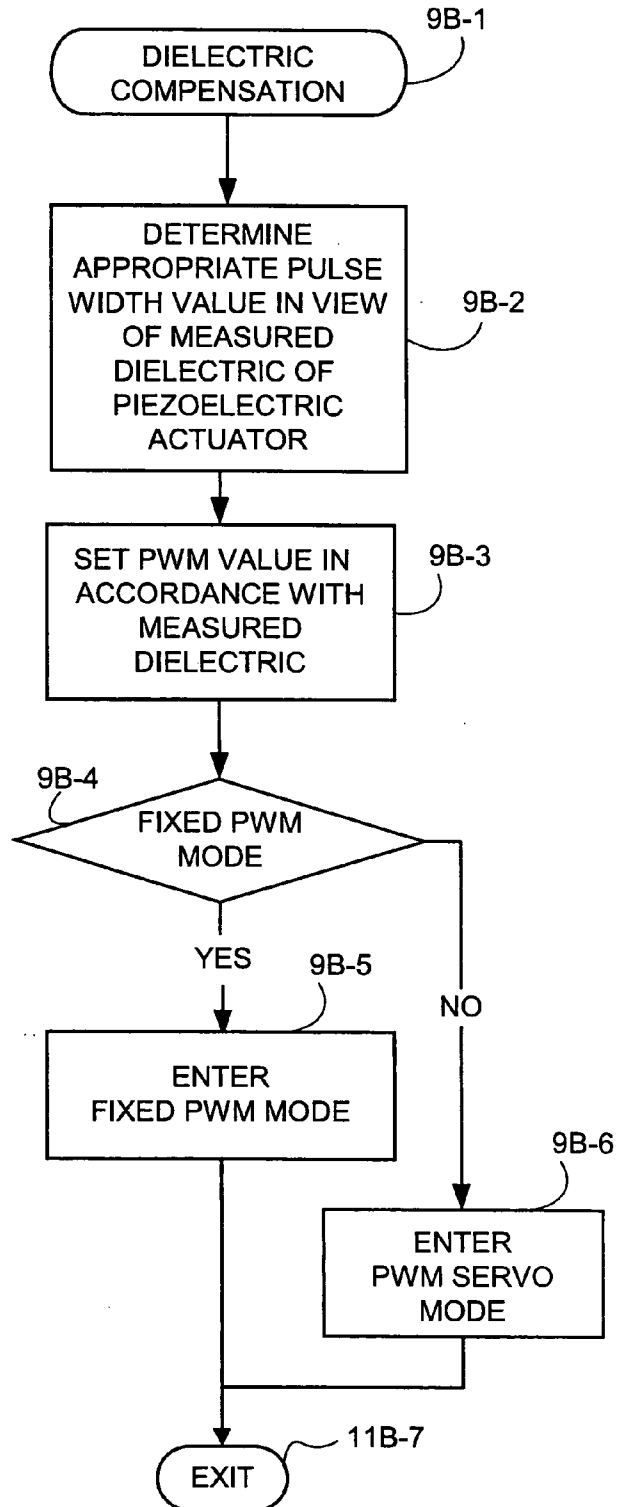 9B-1
DIELECTRIC
COMPENSATION
DETERMINE
APPROPRIATE PULSE
WIDTH VALUE IN VIEW
OF MEASURED
DIELECTRIC OF
PIEZOELECTRIC
ACTUATOR
9B-2
SET PWM VALUE IN
ACCORDANCE WITH
MEASURED
DIELECTRIC
9B-3
9B-4
FIXED PWM
MODE
YES
NO
9B-5
ENTER
FIXED PWM MODE
9B-6
ENTER
PWM SERVO
MODE
11B-7
EXIT